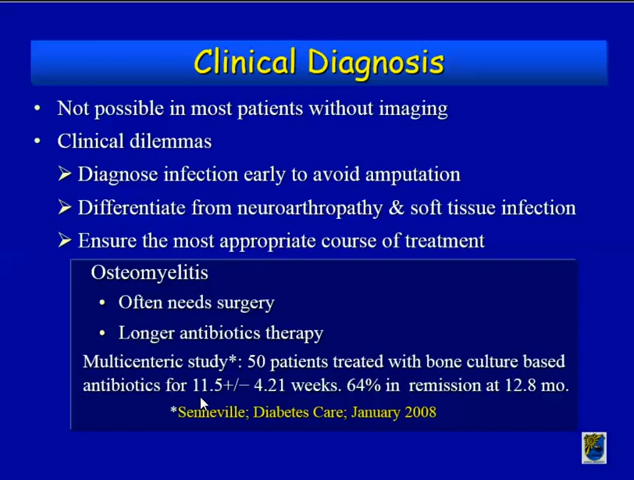 Clinical Diagnosis
• Not possible in most patients without imaging
• Clinical dilemmas
➢ Diagnose infection early to avoid amputation
➢ Differentiate from neuroarthropathy & soft tissue infection
➢ Ensure the most appropriate course of treatment
Osteomyelitis
• Often needs surgery
• Longer antibiotics therapy
Multicenteric study*: 50 patients treated with bone culture based
antibiotics for 11.5+/− 4.21 weeks. 64% in remission at 12.8 mo.
*Senneville; Diabetes Care; January 2008